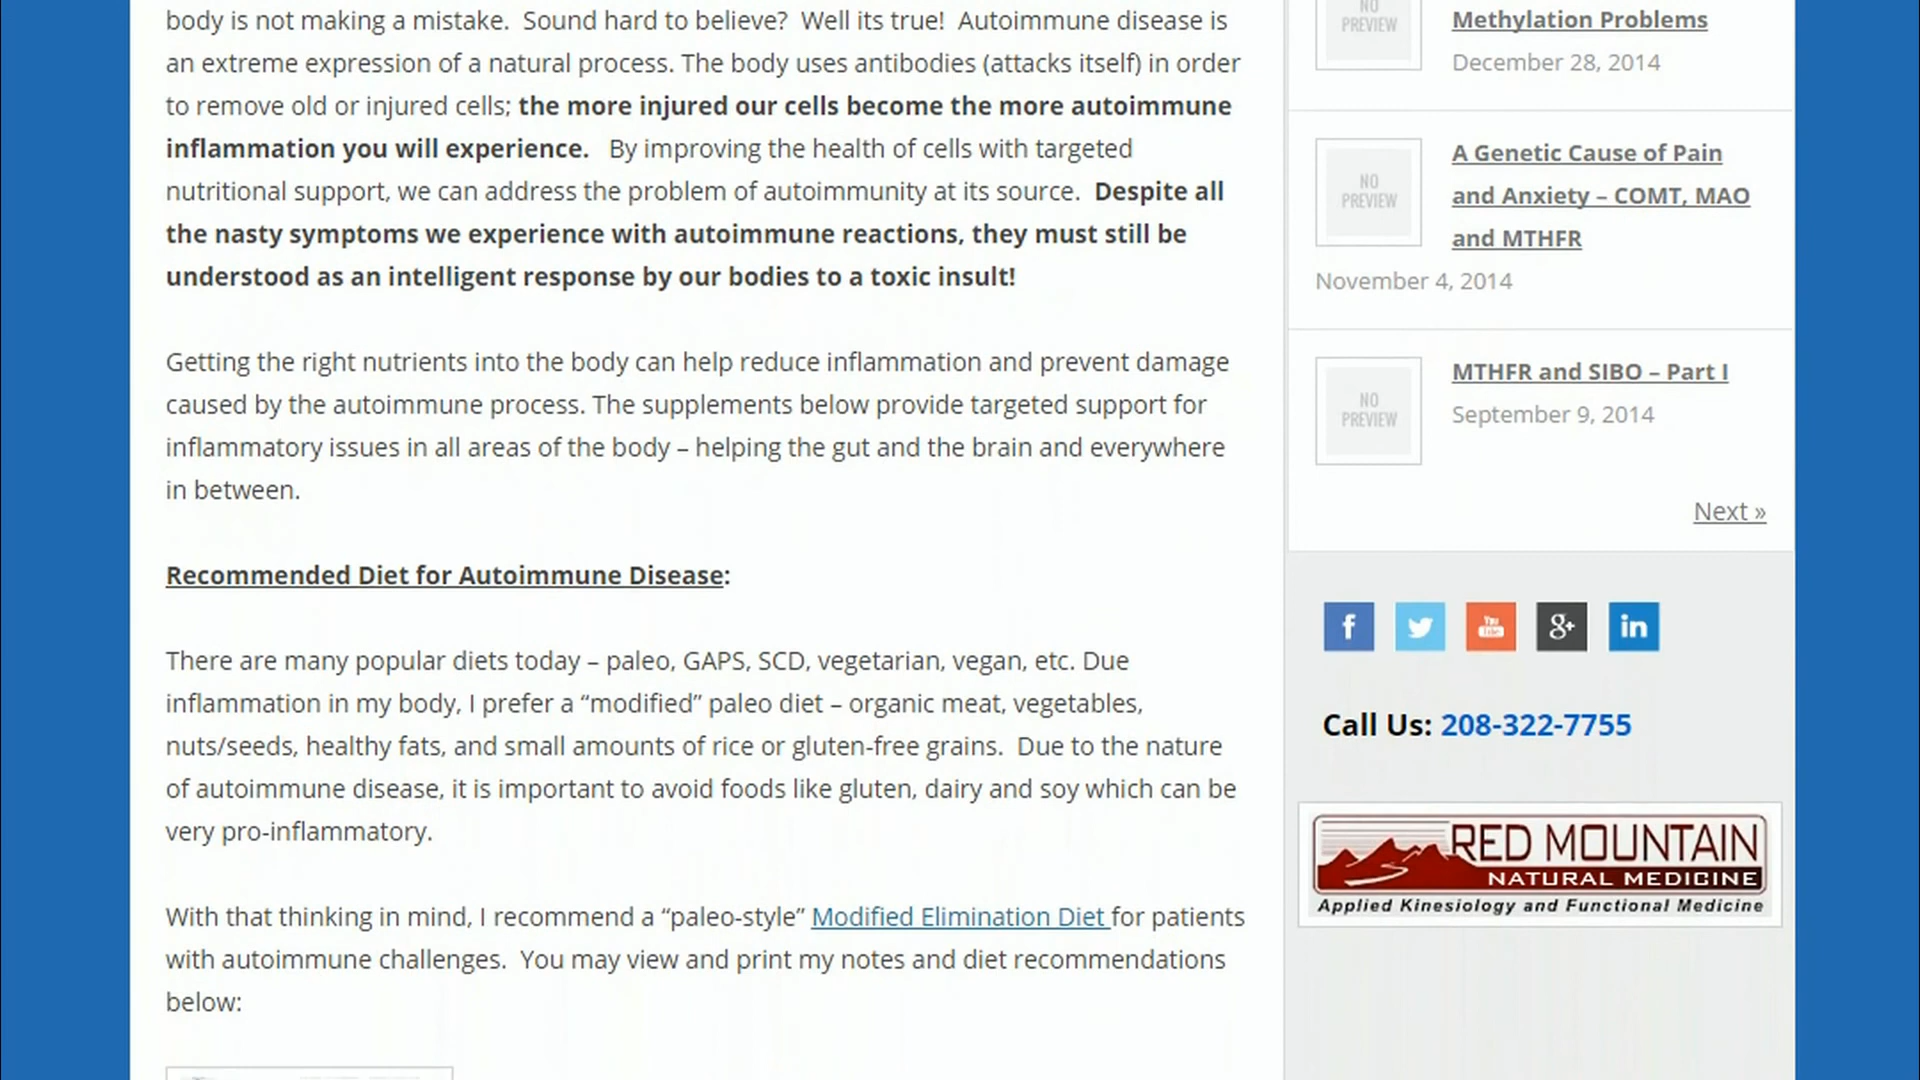 body is not making a mistake.  Sound hard to believe?  Well its true!  Autoimmune disease is
an extreme expression of a natural process. The body uses antibodies (attacks itself) in order
to remove old or injured cells; the more injured our cells become the more autoimmune
inflammation you will experience.   By improving the health of cells with targeted
nutritional support, we can address the problem of autoimmunity at its source.  Despite all
the nasty symptoms we experience with autoimmune reactions, they must still be
understood as an intelligent response by our bodies to a toxic insult!
Getting the right nutrients into the body can help reduce inflammation and prevent damage
caused by the autoimmune process. The supplements below provide targeted support for
inflammatory issues in all areas of the body – helping the gut and the brain and everywhere
in between.
Recommended Diet for Autoimmune Disease:
There are many popular diets today – paleo, GAPS, SCD, vegetarian, vegan, etc. Due
inflammation in my body, I prefer a “modified” paleo diet – organic meat, vegetables,
nuts/seeds, healthy fats, and small amounts of rice or gluten-free grains.  Due to the nature
of autoimmune disease, it is important to avoid foods like gluten, dairy and soy which can be
very pro-inflammatory.
With that thinking in mind, I recommend a “paleo-style” Modified Elimination Diet for patients
with autoimmune challenges.  You may view and print my notes and diet recommendations
below:
NO
PREVIEW
Methylation Problems
December 28, 2014
NO
PREVIEW
A Genetic Cause of Pain
and Anxiety – COMT, MAO
and MTHFR
November 4, 2014
NO
PREVIEW
MTHFR and SIBO – Part I
September 9, 2014
Next »
f
You
Tube
g+
in
Call Us: 208-322-7755
RED MOUNTAIN
NATURAL MEDICINE
Applied Kinesiology and Functional Medicine